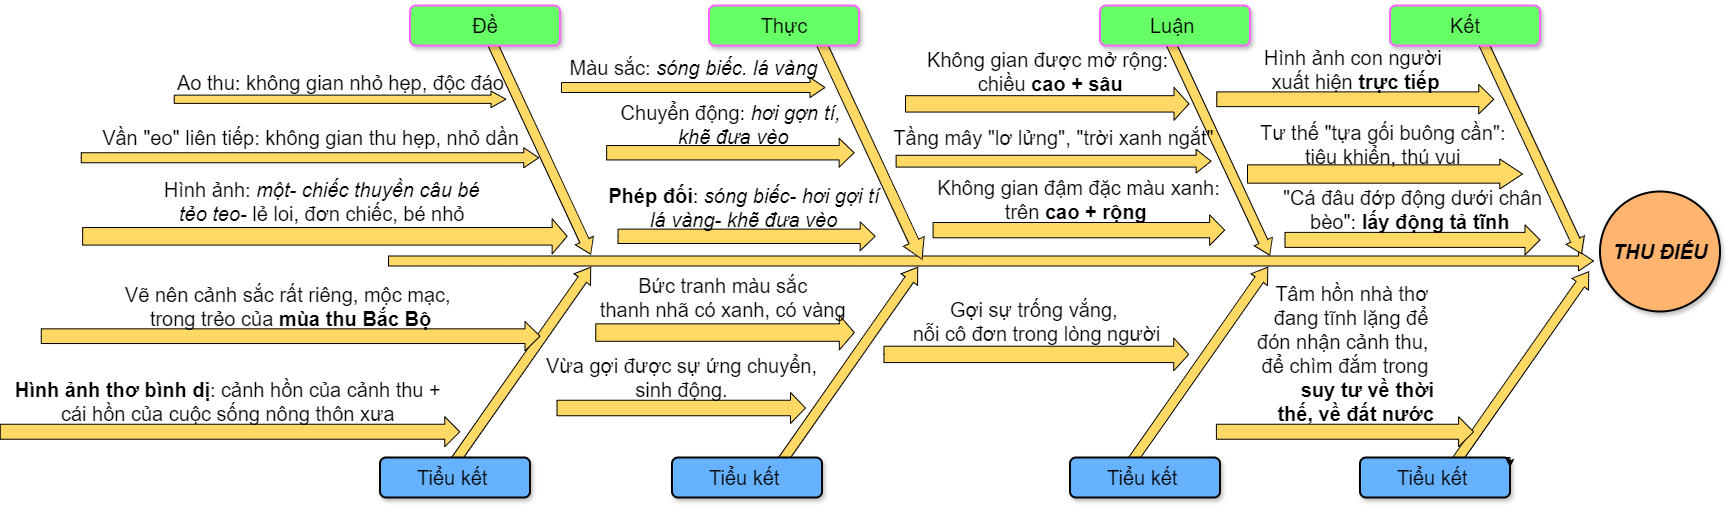 Đề
Ao thu: không gian nhỏ hẹp, độc đáo
Vần "eo" liên tiếp: không gian thu hẹp, nhỏ dần
Hình ảnh: một- chiếc thuyền câu bé
tẻo teo- lẻ loi, đơn chiếc, bé nhỏ
Thực
Màu sắc: sóng biếc. lá vàng
Chuyển động: hơi gợn tí,
khẽ đưa vèo
Phép đối: sóng biếc- hơi gợi tí
lá vàng- khẽ đưa vèo
Luận
Không gian được mở rộng:
chiều cao + sâu
Tầng mây "lơ lửng", "trời xanh ngắt"
Không gian đậm đặc màu xanh:
trên cao + rộng
Kết
Hình ảnh con người
xuất hiện trực tiếp
Tư thế "tựa gối buông cần":
tiêu khiển, thú vui
"Cá đâu đớp động dưới chân
bèo": lấy động tả tĩnh
THU ĐIẾU
Vẽ nên cảnh sắc rất riêng, mộc mạc,
trong trẻo của mùa thu Bắc Bộ
Hình ảnh thơ bình dị: cảnh hồn của cảnh thu +
cái hồn của cuộc sống nông thôn xưa
Tiểu kết
Bức tranh màu sắc
thanh nhã có xanh, có vàng
Vừa gợi được sự ứng chuyển,
sinh động.
Tiểu kết
Gợi sự trống vắng,
nỗi cô đơn trong lòng người
Tiểu kết
Tâm hồn nhà thơ
đang tĩnh lặng để
đón nhận cảnh thu,
để chìm đắm trong
suy tư về thời
thế, về đất nước
Tiểu kết